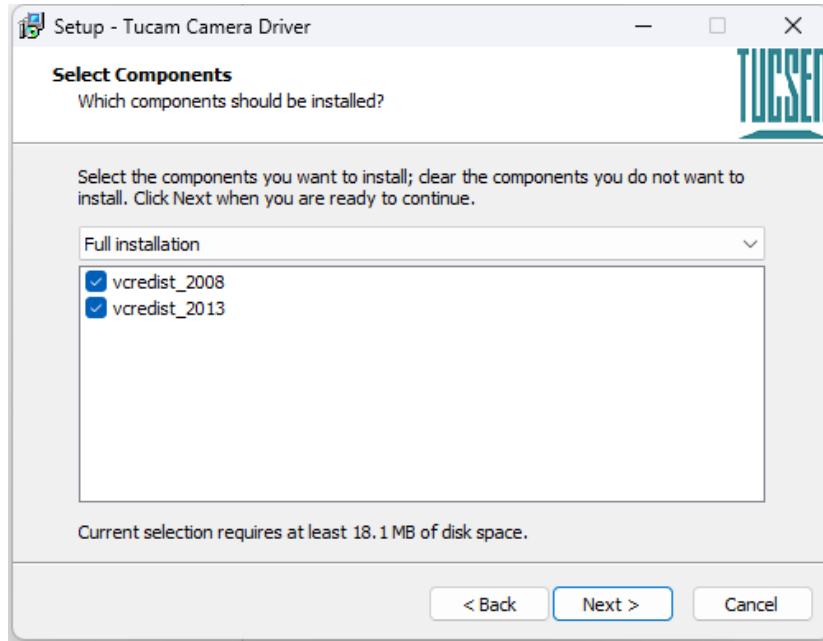 Setup - Tucam Camera Driver
Select Components
Which components should be installed?
TUCSEN
Select the components you want to install; clear the components you do not want to
install. Click Next when you are ready to continue.
Full installation
vcredist_2008
vcredist_2013
Current selection requires at least 18.1 MB of disk space.
< Back
Next >
Cancel